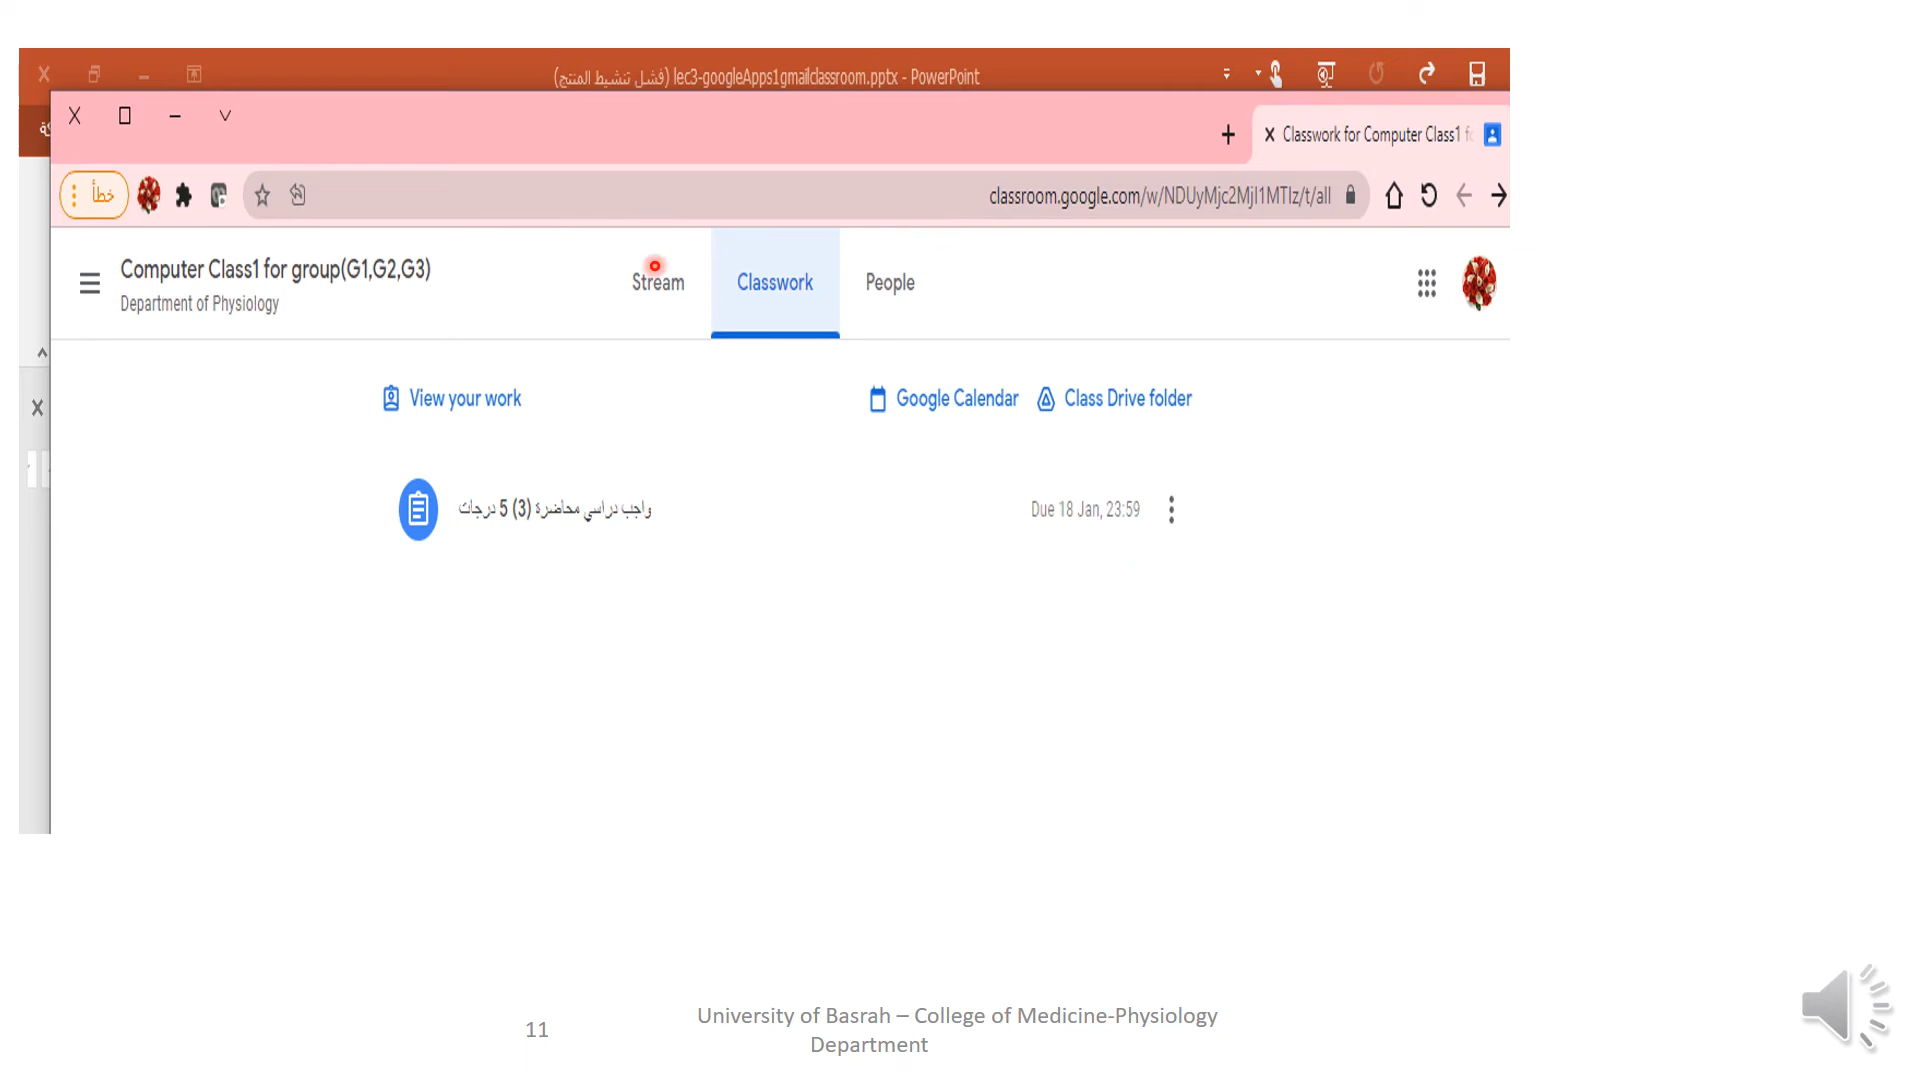 (فشل تنشيط المنتج) lec3-googleApps1gmailclassroom.pptx - PowerPoint
Classwork for Computer Class1 f
خطأ
classroom.google.com/w/NDUyMjc2MjI1MTIz/t/all
Computer Class1 for group(G1,G2,G3)
Department of Physiology
Stream
Classwork
People
View your work
Google Calendar
Class Drive folder
واجب دراسي محاضرة (3) 5 درجات
Due 18 Jan, 23:59
11
University of Basrah – College of Medicine-Physiology
Department